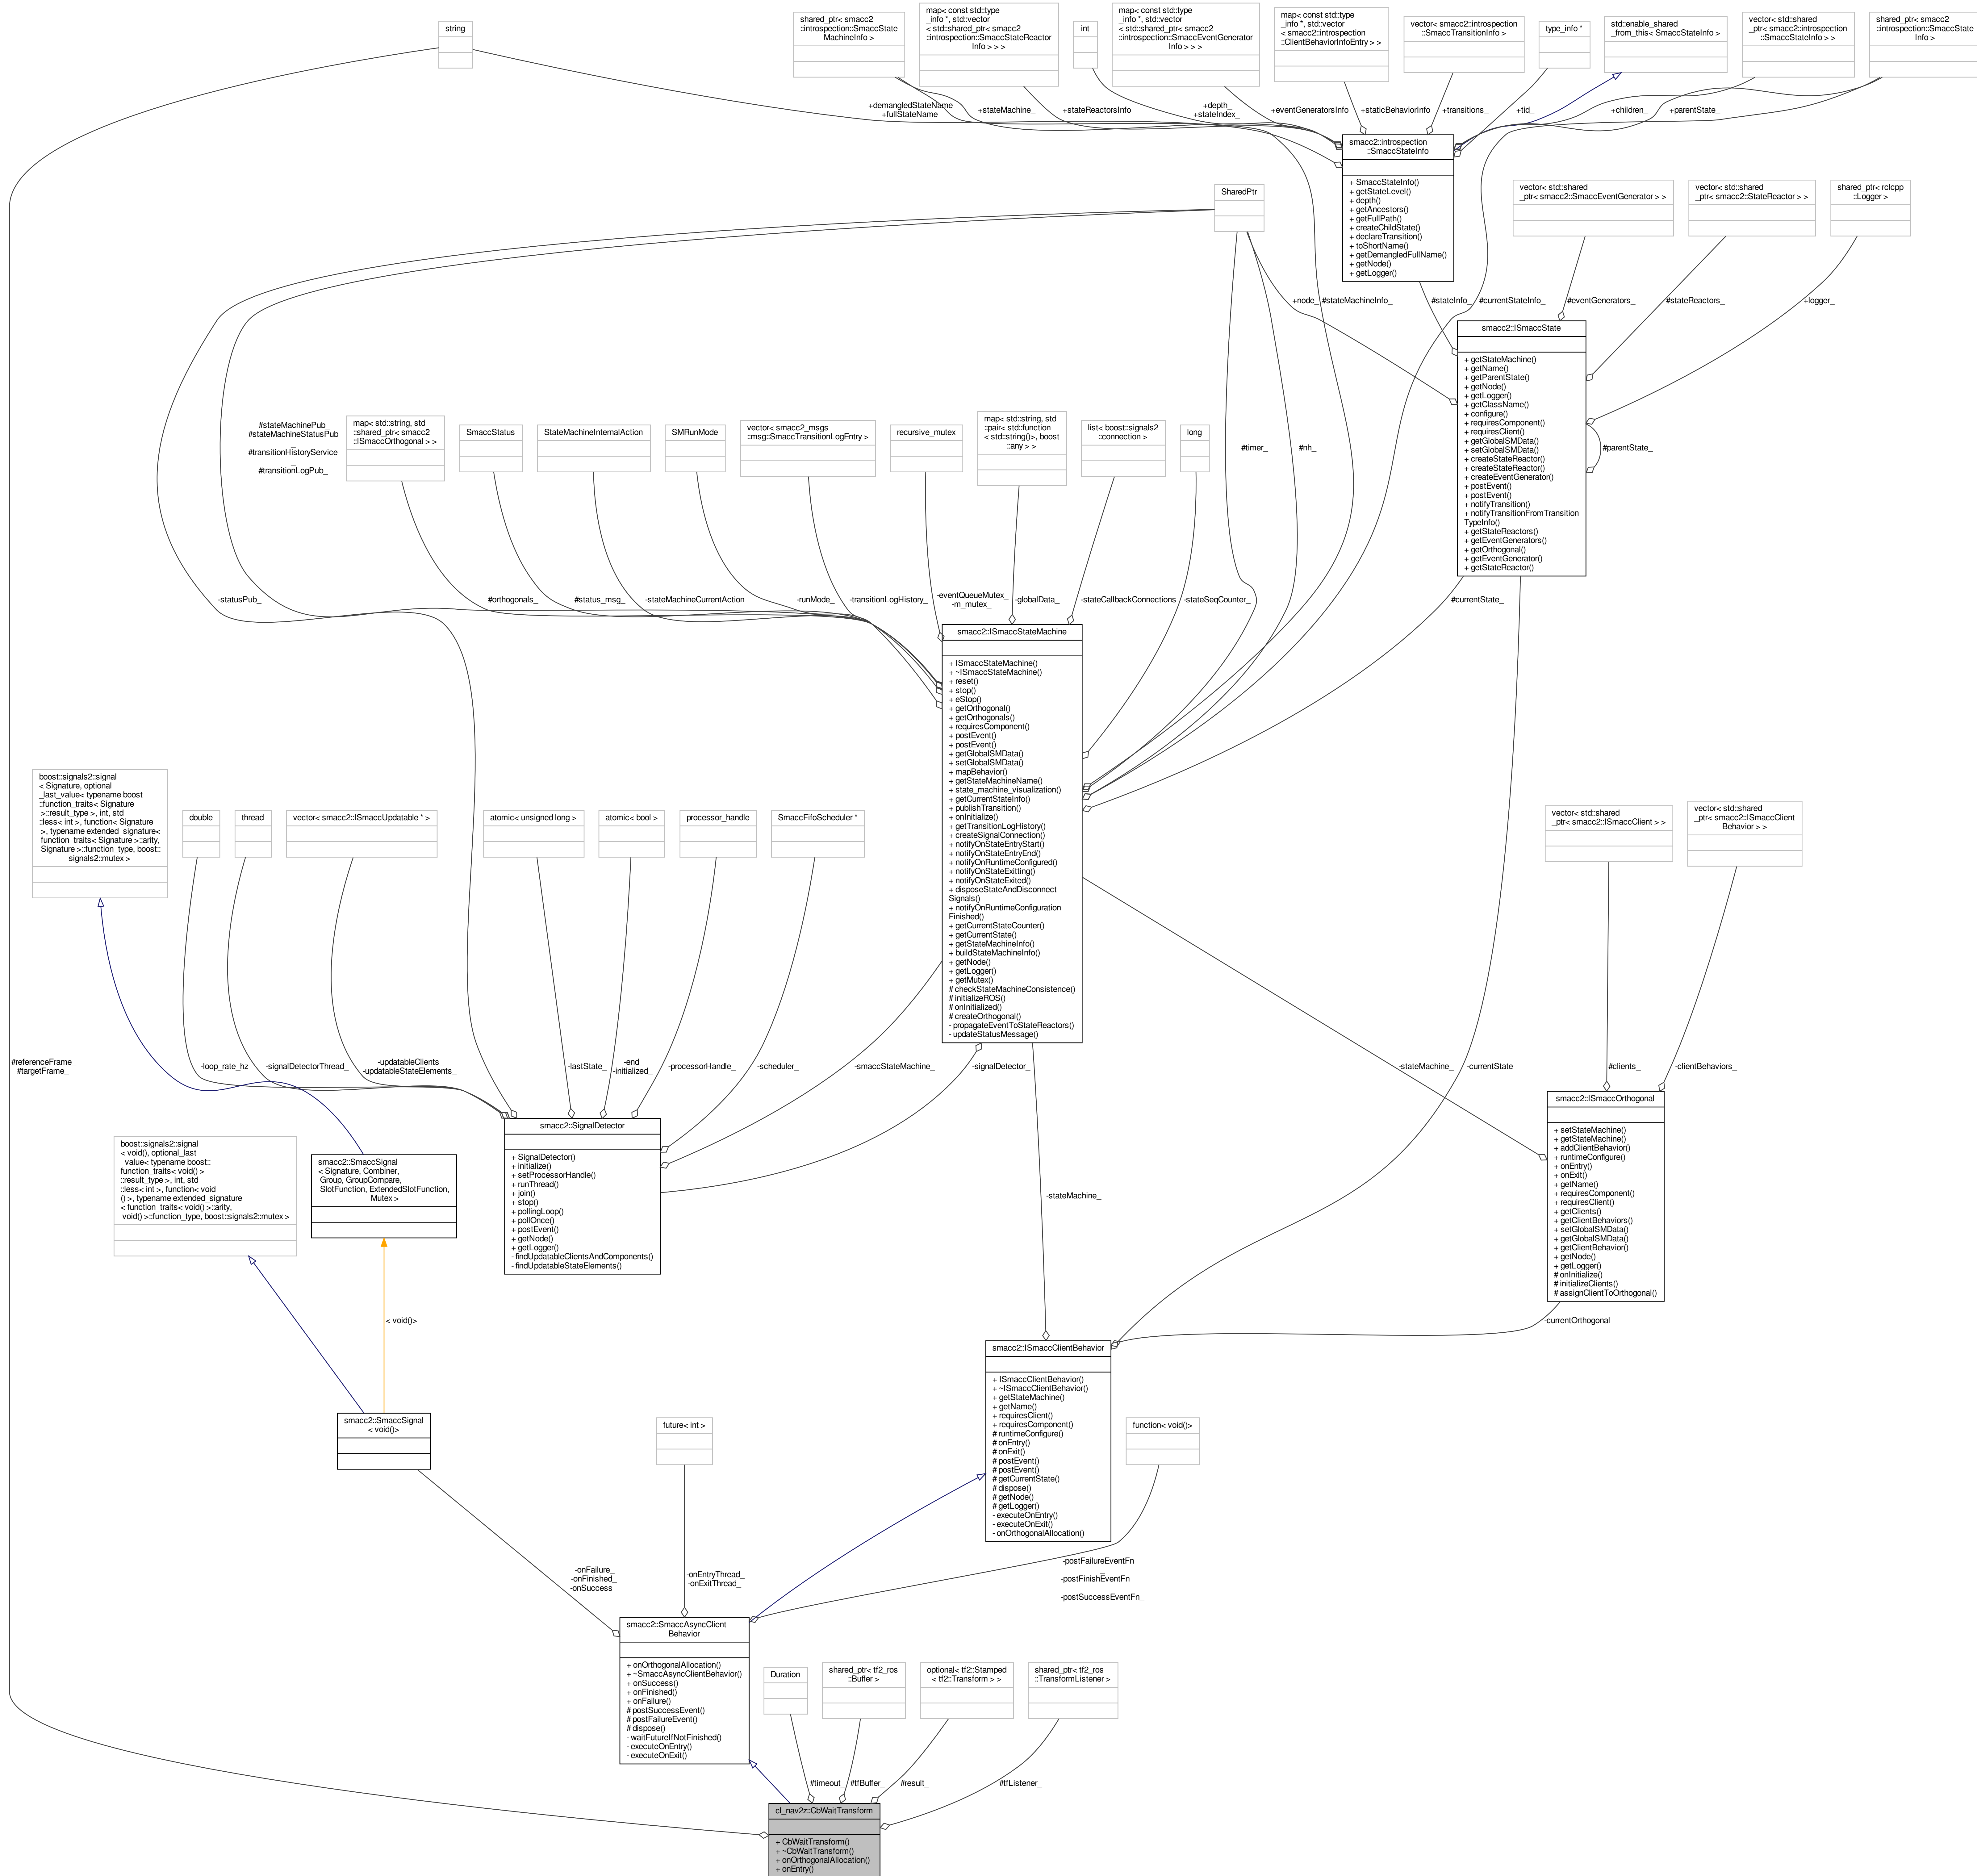 string
shared_ptr< smacc2
::introspection::SmaccState
MachineInfo >
map< const std::type
_info *, std::vector
< std::shared_ptr< smacc2
::introspection::SmaccStateReactor
Info > > >
int
map< const std::type
_info *, std::vector
< std::shared_ptr< smacc2
::introspection::SmaccEventGenerator
Info > > >
map< const std::type
_info *, std::vector
< smacc2::introspection
::ClientBehaviorInfoEntry > >
vector< smacc2::introspection
::SmaccTransitionInfo >
type_info *
std::enable_shared
_from_this< SmaccStateInfo >
vector< std::shared
_ptr< smacc2::introspection
::SmaccStateInfo > >
shared_ptr< smacc2
::introspection::SmaccState
Info >
+demangledStateName
+fullStateName
+stateMachine_
+stateReactorsInfo
+depth_
+stateIndex_
+eventGeneratorsInfo
+staticBehaviorInfo
+transitions_
+tid_
+children_
+parentState_
smacc2::introspection
::SmaccStateInfo
+ SmaccStateInfo()
+ getStateLevel()
+ depth()
+ getAncestors()
+ getFullPath()
+ createChildState()
+ declareTransition()
+ toShortName()
+ getDemangledFullName()
+ getNode()
+ getLogger()
SharedPtr
vector< std::shared
_ptr< smacc2::SmaccEventGenerator > >
vector< std::shared
_ptr< smacc2::StateReactor > >
shared_ptr< rclcpp
::Logger >
+node_
#stateMachineInfo_
#stateInfo_
#currentStateInfo_
#eventGenerators_
#stateReactors_
+logger_
smacc2::ISmaccState
+ getStateMachine()
+ getName()
+ getParentState()
+ getNode()
+ getLogger()
+ getClassName()
+ configure()
+ requiresComponent()
+ requiresClient()
+ getGlobalSMData()
+ setGlobalSMData()
+ createStateReactor()
+ createStateReactor()
+ createEventGenerator()
+ postEvent()
+ postEvent()
+ notifyTransition()
+ notifyTransitionFromTransition
TypeInfo()
+ getStateReactors()
+ getEventGenerators()
+ getOrthogonal()
+ getEventGenerator()
+ getStateReactor()
#parentState_
#stateMachinePub_
#stateMachineStatusPub
_
#transitionHistoryService
_
#transitionLogPub_
map< std::string, std
::shared_ptr< smacc2
::ISmaccOrthogonal > >
SmaccStatus
StateMachineInternalAction
SMRunMode
vector< smacc2_msgs
::msg::SmaccTransitionLogEntry >
recursive_mutex
map< std::string, std
::pair< std::function
< std::string()>, boost
::any > >
list< boost::signals2
::connection >
long
#timer_
#nh_
-statusPub_
#orthogonals_
#status_msg_
-stateMachineCurrentAction
-runMode_
-transitionLogHistory_
-eventQueueMutex_
-m_mutex_
-globalData_
-stateCallbackConnections
-stateSeqCounter_
#currentState_
smacc2::ISmaccStateMachine
+ ISmaccStateMachine()
+ ~ISmaccStateMachine()
+ reset()
+ stop()
+ eStop()
+ getOrthogonal()
+ getOrthogonals()
+ requiresComponent()
+ postEvent()
+ postEvent()
+ getGlobalSMData()
+ setGlobalSMData()
+ mapBehavior()
+ getStateMachineName()
+ state_machine_visualization()
+ getCurrentStateInfo()
+ publishTransition()
+ onInitialize()
+ getTransitionLogHistory()
+ createSignalConnection()
+ notifyOnStateEntryStart()
+ notifyOnStateEntryEnd()
+ notifyOnRuntimeConfigured()
+ notifyOnStateExitting()
+ notifyOnStateExited()
+ disposeStateAndDisconnect
Signals()
+ notifyOnRuntimeConfiguration
Finished()
+ getCurrentStateCounter()
+ getCurrentState()
+ getStateMachineInfo()
+ buildStateMachineInfo()
+ getNode()
+ getLogger()
+ getMutex()
# checkStateMachineConsistence()
# initializeROS()
# onInitialized()
# createOrthogonal()
- propagateEventToStateReactors()
- updateStatusMessage()
boost::signals2::signal
< Signature, optional
_last_value< typename boost
::function_traits< Signature
>::result_type >, int, std
::less< int >, function< Signature
>, typename extended_signature<
function_traits< Signature >::arity,
Signature >::function_type, boost::
signals2::mutex >
double
thread
vector< smacc2::ISmaccUpdatable * >
atomic< unsigned long >
atomic< bool >
processor_handle
SmaccFifoScheduler *
vector< std::shared
_ptr< smacc2::ISmaccClient > >
vector< std::shared
_ptr< smacc2::ISmaccClient
Behavior > >
#referenceFrame_
#targetFrame_
-loop_rate_hz
-signalDetectorThread_
-updatableClients_
-updatableStateElements_
-lastState_
-end_
-initialized_
-processorHandle_
-scheduler_
-smaccStateMachine_
-signalDetector_
-stateMachine_
-currentState
#clients_
-clientBehaviors_
smacc2::SignalDetector
+ SignalDetector()
+ initialize()
+ setProcessorHandle()
+ runThread()
+ join()
+ stop()
+ pollingLoop()
+ pollOnce()
+ postEvent()
+ getNode()
+ getLogger()
- findUpdatableClientsAndComponents()
- findUpdatableStateElements()
smacc2::ISmaccOrthogonal
+ setStateMachine()
+ getStateMachine()
+ addClientBehavior()
+ runtimeConfigure()
+ onEntry()
+ onExit()
+ getName()
+ requiresComponent()
+ requiresClient()
+ getClients()
+ getClientBehaviors()
+ setGlobalSMData()
+ getGlobalSMData()
+ getClientBehavior()
+ getNode()
+ getLogger()
# onInitialize()
# initializeClients()
# assignClientToOrthogonal()
boost::signals2::signal
< void(), optional_last
_value< typename boost::
function_traits< void() >
::result_type >, int, std
::less< int >, function< void
() >, typename extended_signature
< function_traits< void() >::arity,
void() >::function_type, boost::signals2::mutex >
smacc2::SmaccSignal
< Signature, Combiner,
Group, GroupCompare,
SlotFunction, ExtendedSlotFunction,
Mutex >
-stateMachine_
< void()>
-currentOrthogonal
smacc2::ISmaccClientBehavior
+ ISmaccClientBehavior()
+ ~ISmaccClientBehavior()
+ getStateMachine()
+ getName()
+ requiresClient()
+ requiresComponent()
# runtimeConfigure()
# onEntry()
# onExit()
# postEvent()
# postEvent()
# getCurrentState()
# dispose()
# getNode()
# getLogger()
- executeOnEntry()
- executeOnExit()
- onOrthogonalAllocation()
smacc2::SmaccSignal
< void()>
future< int >
function< void()>
-onFailure_
-onFinished_
-onSuccess_
-onEntryThread_
-onExitThread_
-postFailureEventFn
_
-postFinishEventFn
_
-postSuccessEventFn_
smacc2::SmaccAsyncClient
Behavior
+ onOrthogonalAllocation()
+ ~SmaccAsyncClientBehavior()
+ onSuccess()
+ onFinished()
+ onFailure()
# postSuccessEvent()
# postFailureEvent()
# dispose()
- waitFutureIfNotFinished()
- executeOnEntry()
- executeOnExit()
Duration
shared_ptr< tf2_ros
::Buffer >
optional< tf2::Stamped
< tf2::Transform > >
shared_ptr< tf2_ros
::TransformListener >
#timeout_
#tfBuffer_
#result_
#tfListener_
cl_nav2z::CbWaitTransform
+ CbWaitTransform()
+ ~CbWaitTransform()
+ onOrthogonalAllocation()
+ onEntry()